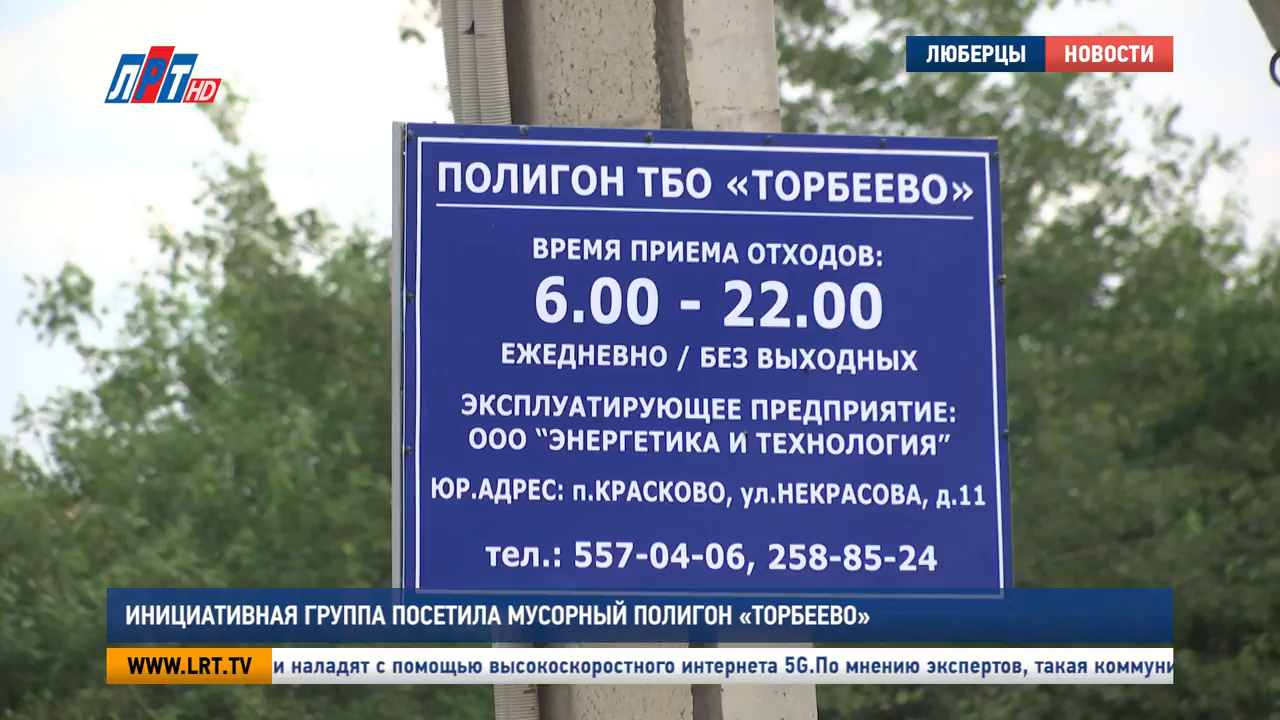 ЛРТ HD
ЛЮБЕРЦЫ НОВОСТИ
ПОЛИГОН ТБО «ТОРБЕЕВО»
ВРЕМЯ ПРИЕМА ОТХОДОВ:
6.00 - 22.00
ЕЖЕДНЕВНО / БЕЗ ВЫХОДНЫХ
ЭКСПЛУАТИРУЮЩЕЕ ПРЕДПРИЯТИЕ:
ООО “ЭНЕРГЕТИКА И ТЕХНОЛОГИЯ”
ЮР.АДРЕС: п.КРАСКОВО, ул.НЕКРАСОВА, д.11
тел.: 557-04-06, 258-85-24
ИНИЦИАТИВНАЯ ГРУППА ПОСЕТИЛА МУСОРНЫЙ ПОЛИГОН «ТОРБЕЕВО»
WWW.LRT.TV и наладят с помощью высокоскоростного интернета 5G.По мнению экспертов, такая коммуни